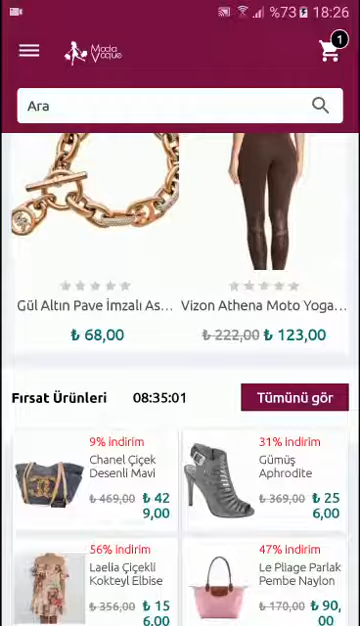 %73 18:26
Moda
Vogue
1
Ara
Gül Altın Pave İmzalı As... Vizon Athena Moto Yoga...
₺ 68,00 ₺ 222,00 ₺ 123,00
Fırsat Ürünleri 08:35:01 Tümünü gör
9% indirim
Chanel Çiçek
Desenli Mavi
₺ 469,00 ₺ 42
9,00
31% indirim
Gümüş
Aphrodite
₺ 369,00 ₺ 25
6,00
56% indirim
Laelia Çiçekli
Kokteyl Elbise
₺ 356,00 ₺ 15
6,00
47% indirim
Le Pliage Parlak
Pembe Naylon
₺ 170,00 ₺ 90,
00